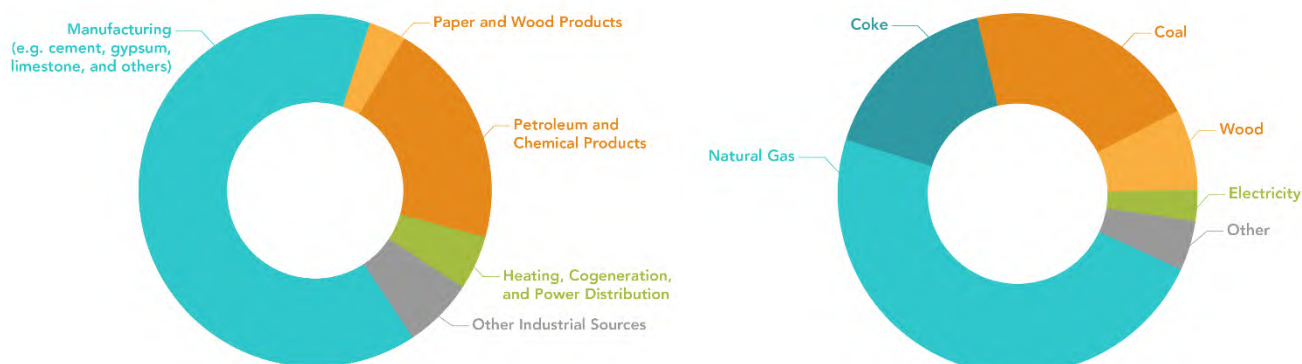 Manufacturing
(e.g. cement, gypsum,
limestone, and others)
Paper and Wood Products
Petroleum and
Chemical Products
Heating, Cogeneration,
and Power Distribution
Other Industrial Sources
Coke
Coal
Wood
Natural Gas
Electricity
Other